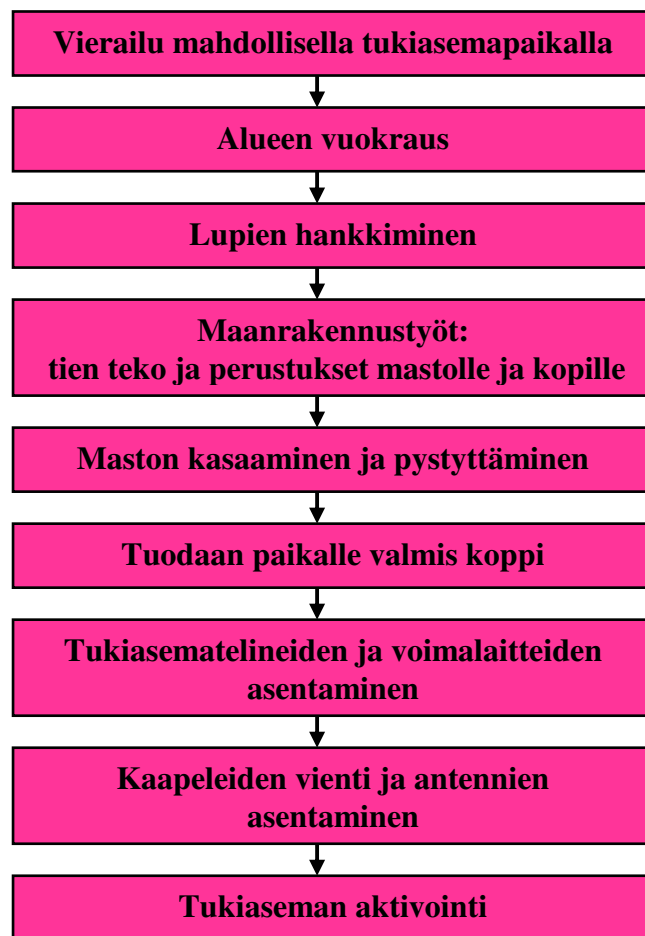 Vierailu mahdollisella tukiasemapaikalla
Alueen vuokraus
Lupien hankkiminen
Maanrakennustyöt:
tien teko ja perustukset mastolle ja kopille
Maston kasaaminen ja pystyttäminen
Tuodaan paikalle valmis koppi
Tukiasematelineiden ja voimalaitteiden
asentaminen
Kaapeleiden vienti ja antennien
asentaminen
Tukiaseman aktivointi